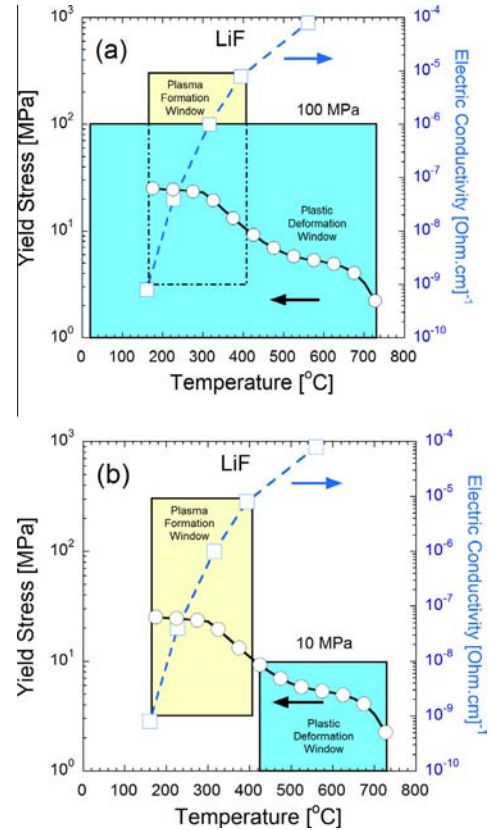 (a)
LiF
Plasma
Formation
Window
100 MPa
Plastic
Deformation
Window
Yield Stress [MPa]
10³
10²
10¹
10⁰
Electric Conductivity [Ohm.cm]⁻¹
10⁻⁴
10⁻⁵
10⁻⁶
10⁻⁷
10⁻⁸
10⁻⁹
10⁻¹⁰
0 100 200 300 400 500 600 700 800
Temperature [°C]
(b)
LiF
Plasma
Formation
Window
10 MPa
Plastic
Deformation
Window
Yield Stress [MPa]
10³
10²
10¹
10⁰
Electric Conductivity [Ohm.cm]⁻¹
10⁻⁴
10⁻⁵
10⁻⁶
10⁻⁷
10⁻⁸
10⁻⁹
10⁻¹⁰
0 100 200 300 400 500 600 700 800
Temperature [°C]